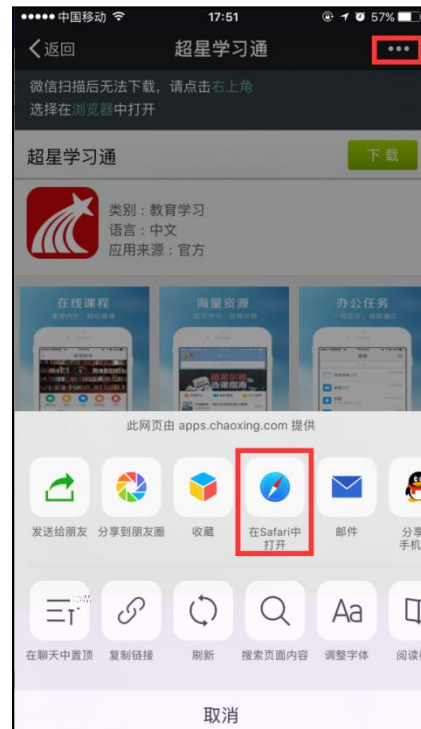 中国移动 17:51 57%
返回 超星学习通
微信扫描后无法下载，请点击右上角
选择在浏览器中打开
超星学习通 下载
类别：教育学习
语言：中文
应用来源：官方
在线课程 海量资源 办公任务
此网页由 apps.chaoxing.com 提供
发送给朋友 分享到朋友圈 收藏 在Safari中 邮件 分享
打开 手机
在聊天中置顶 复制链接 刷新 搜索页面内容 调整字体 阅读
取消